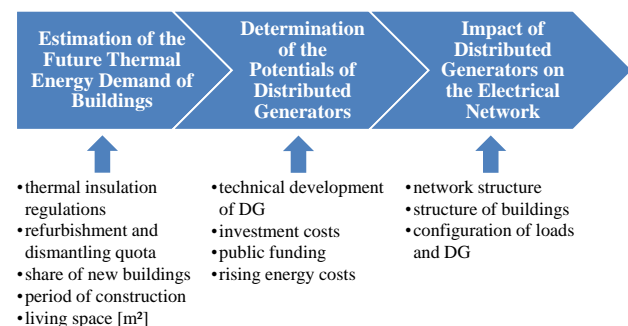 Estimation of the
Future Thermal
Energy Demand of
Buildings
Determination
of the
Potentials of
Distributed
Generators
Impact of
Distributed
Generators on
the Electrical
Network
•thermal insulation
regulations
•refurbishment and
dismantling quota
•share of new buildings
•period of construction
•living space [m²]
•technical development
of DG
•investment costs
•public funding
•rising energy costs
•network structure
•structure of buildings
•configuration of loads
and DG